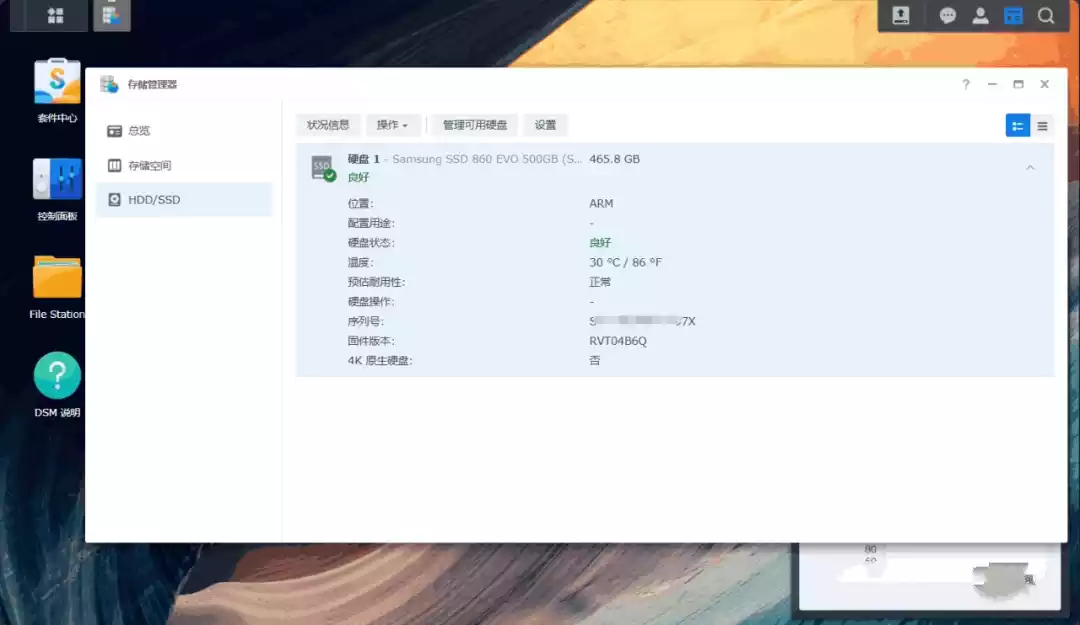 存储管理器
?
套件中心
控制面板
File Station
DSM 说明
总览
存储空间
HDD/SSD
状况信息
操作
管理可用硬盘
设置
SSD
硬盘 1 - Samsung SSD 860 EVO 500GB (S... 465.8 GB
良好
位置: ARM
配置用途: -
硬盘状态: 良好
温度: 30 °C / 86 °F
预估耐用性: 正常
硬盘操作: -
序列号: S 7X
固件版本: RVT04B6Q
4K 原生硬盘: 否
80
60